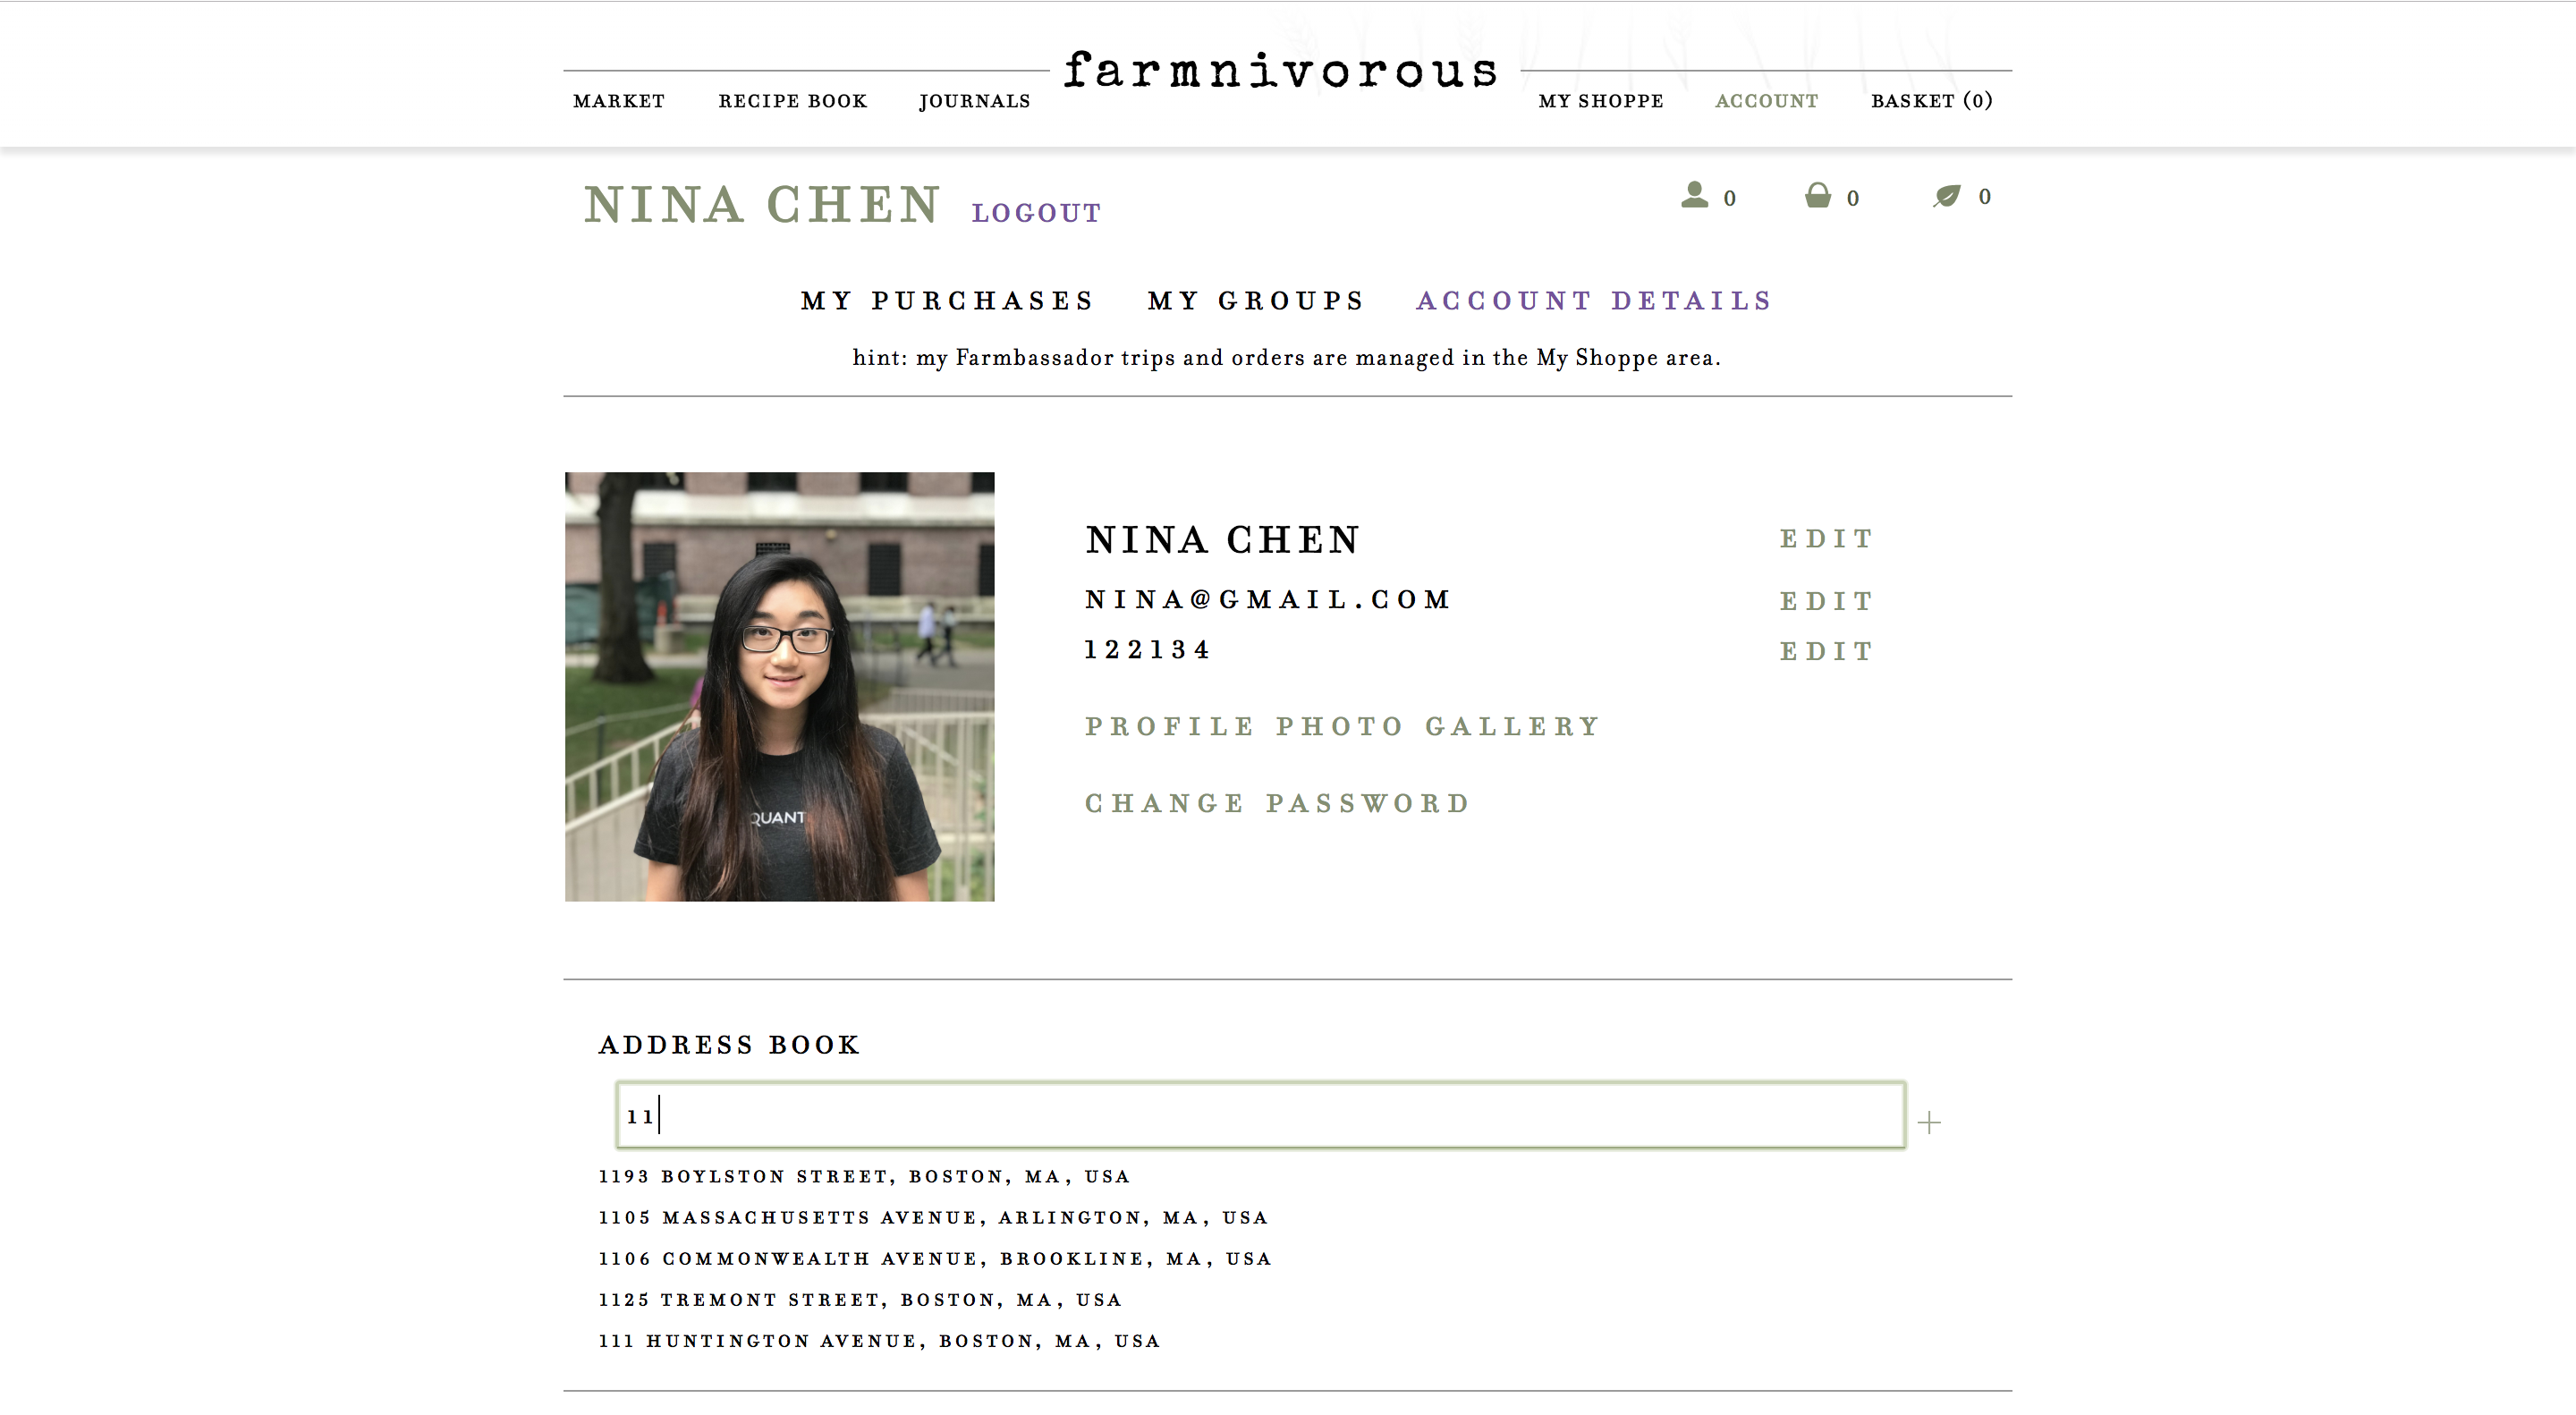 farmnivorous
MARKET RECIPE BOOK JOURNALS MY SHOPPE ACCOUNT BASKET (0)
NINA CHEN LOGOUT 0 0 0
MY PURCHASES MY GROUPS ACCOUNT DETAILS
hint: my Farmbassador trips and orders are managed in the My Shoppe area.
NINA CHEN EDIT
NINA@GMAIL.COM EDIT
122134 EDIT
PROFILE PHOTO GALLERY
CHANGE PASSWORD
QUANT
ADDRESS BOOK
11
1193 BOYLSTON STREET, BOSTON, MA, USA
1105 MASSACHUSETTS AVENUE, ARLINGTON, MA, USA
1106 COMMONWEALTH AVENUE, BROOKLINE, MA, USA
1125 TREMONT STREET, BOSTON, MA, USA
111 HUNTINGTON AVENUE, BOSTON, MA, USA